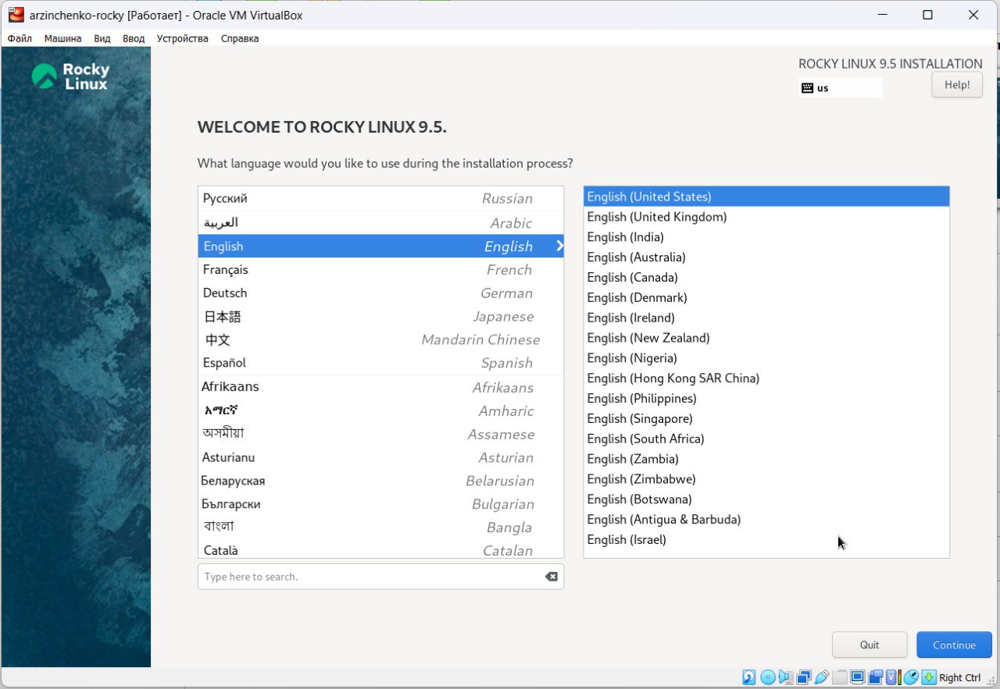 arzinchenko-rocky [Работает] - Oracle VM VirtualBox
Файл Машина Вид Ввод Устройства Справка
Rocky
Linux
ROCKY LINUX 9.5 INSTALLATION
us
Help!
WELCOME TO ROCKY LINUX 9.5.
What language would you like to use during the installation process?
Русский Russian
العربية Arabic
English English
Français French
Deutsch German
日本語 Japanese
中文 Mandarin Chinese
Español Spanish
Afrikaans Afrikaans
አማርኛ Amharic
অসমীয়া Assamese
Asturianu Asturian
Беларуская Belarusian
Български Bulgarian
বাংলা Bangla
Català Catalan
Type here to search.
English (United States)
English (United Kingdom)
English (India)
English (Australia)
English (Canada)
English (Denmark)
English (Ireland)
English (New Zealand)
English (Nigeria)
English (Hong Kong SAR China)
English (Philippines)
English (Singapore)
English (South Africa)
English (Zambia)
English (Zimbabwe)
English (Botswana)
English (Antigua & Barbuda)
English (Israel)
Quit
Continue
Right Ctrl